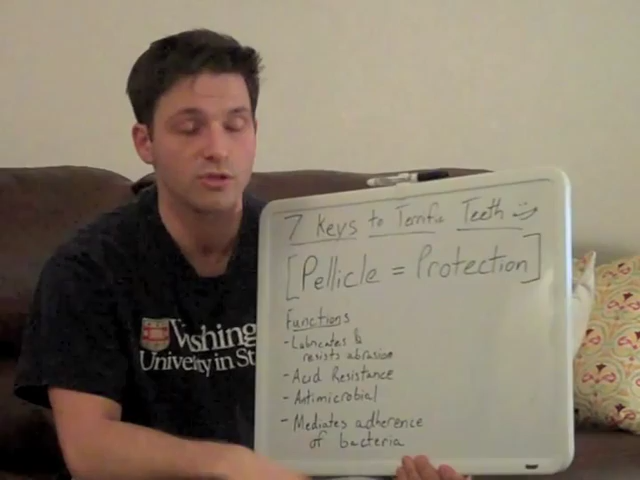 7 Keys to Terrific Teeth
[Pellicle = Protection]
Functions
- Lubricates &
resists abrasion
- Acid Resistance
- Antimicrobial
- Mediates adherence
of bacteria
Washing
University in St